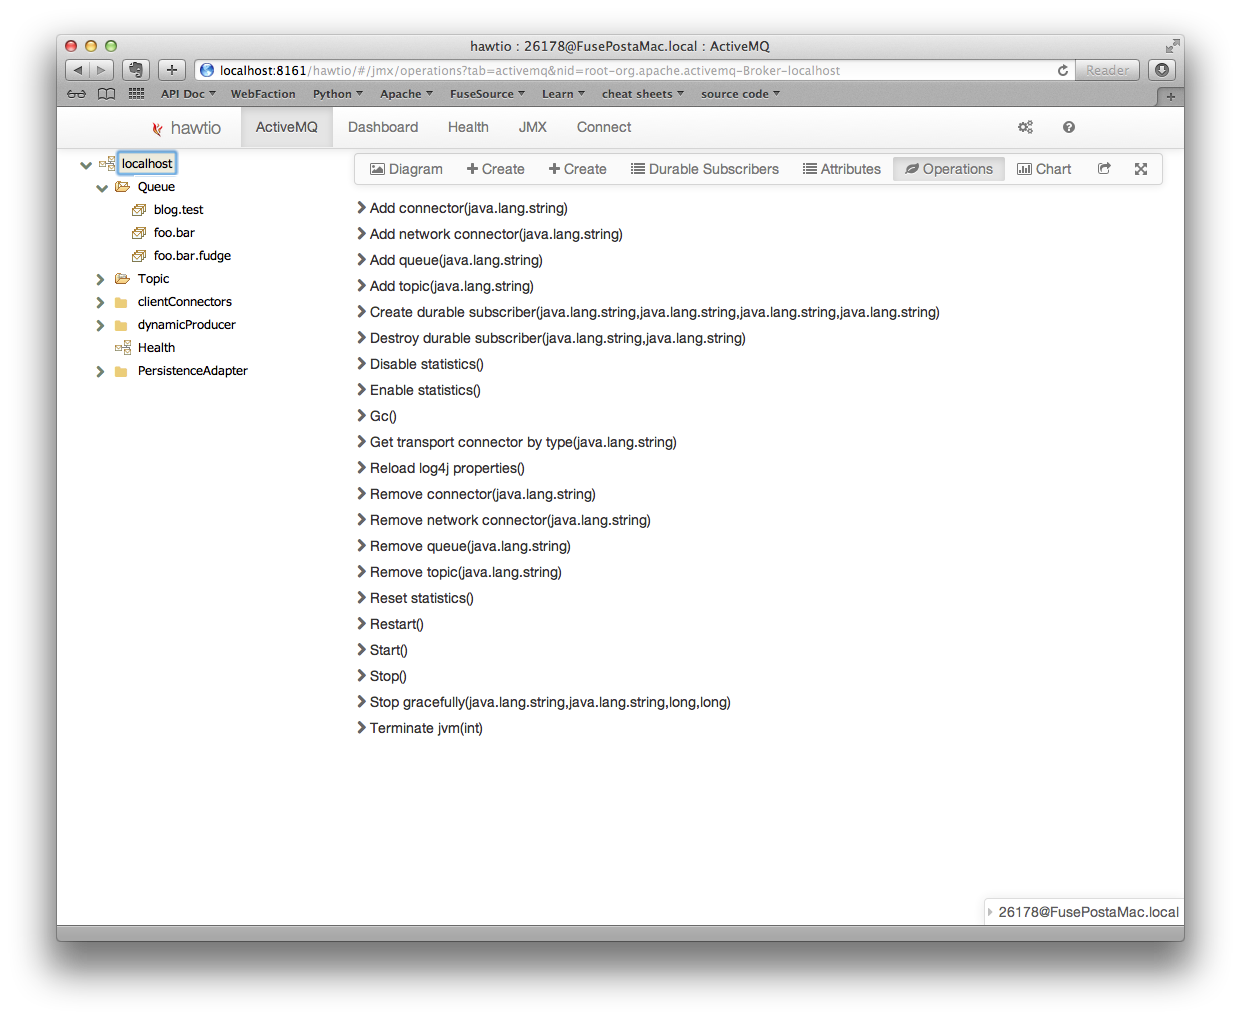 hawtio : 26178@FusePostaMac.local : ActiveMQ
localhost:8161/hawtio/#/jmx/operations?tab=activemq&nid=root-org.apache.activemq-Broker-localhost
Reader
API Doc WebFaction Python Apache FuseSource Learn cheat sheets source code
hawtio ActiveMQ Dashboard Health JMX Connect
localhost
Queue
blog.test
foo.bar
foo.bar.fudge
Topic
clientConnectors
dynamicProducer
Health
PersistenceAdapter
Diagram Create Create Durable Subscribers Attributes Operations Chart
Add connector(java.lang.string)
Add network connector(java.lang.string)
Add queue(java.lang.string)
Add topic(java.lang.string)
Create durable subscriber(java.lang.string,java.lang.string,java.lang.string,java.lang.string)
Destroy durable subscriber(java.lang.string,java.lang.string)
Disable statistics()
Enable statistics()
Gc()
Get transport connector by type(java.lang.string)
Reload log4j properties()
Remove connector(java.lang.string)
Remove network connector(java.lang.string)
Remove queue(java.lang.string)
Remove topic(java.lang.string)
Reset statistics()
Restart()
Start()
Stop()
Stop gracefully(java.lang.string,java.lang.string,long,long)
Terminate jvm(int)
26178@FusePostaMac.local